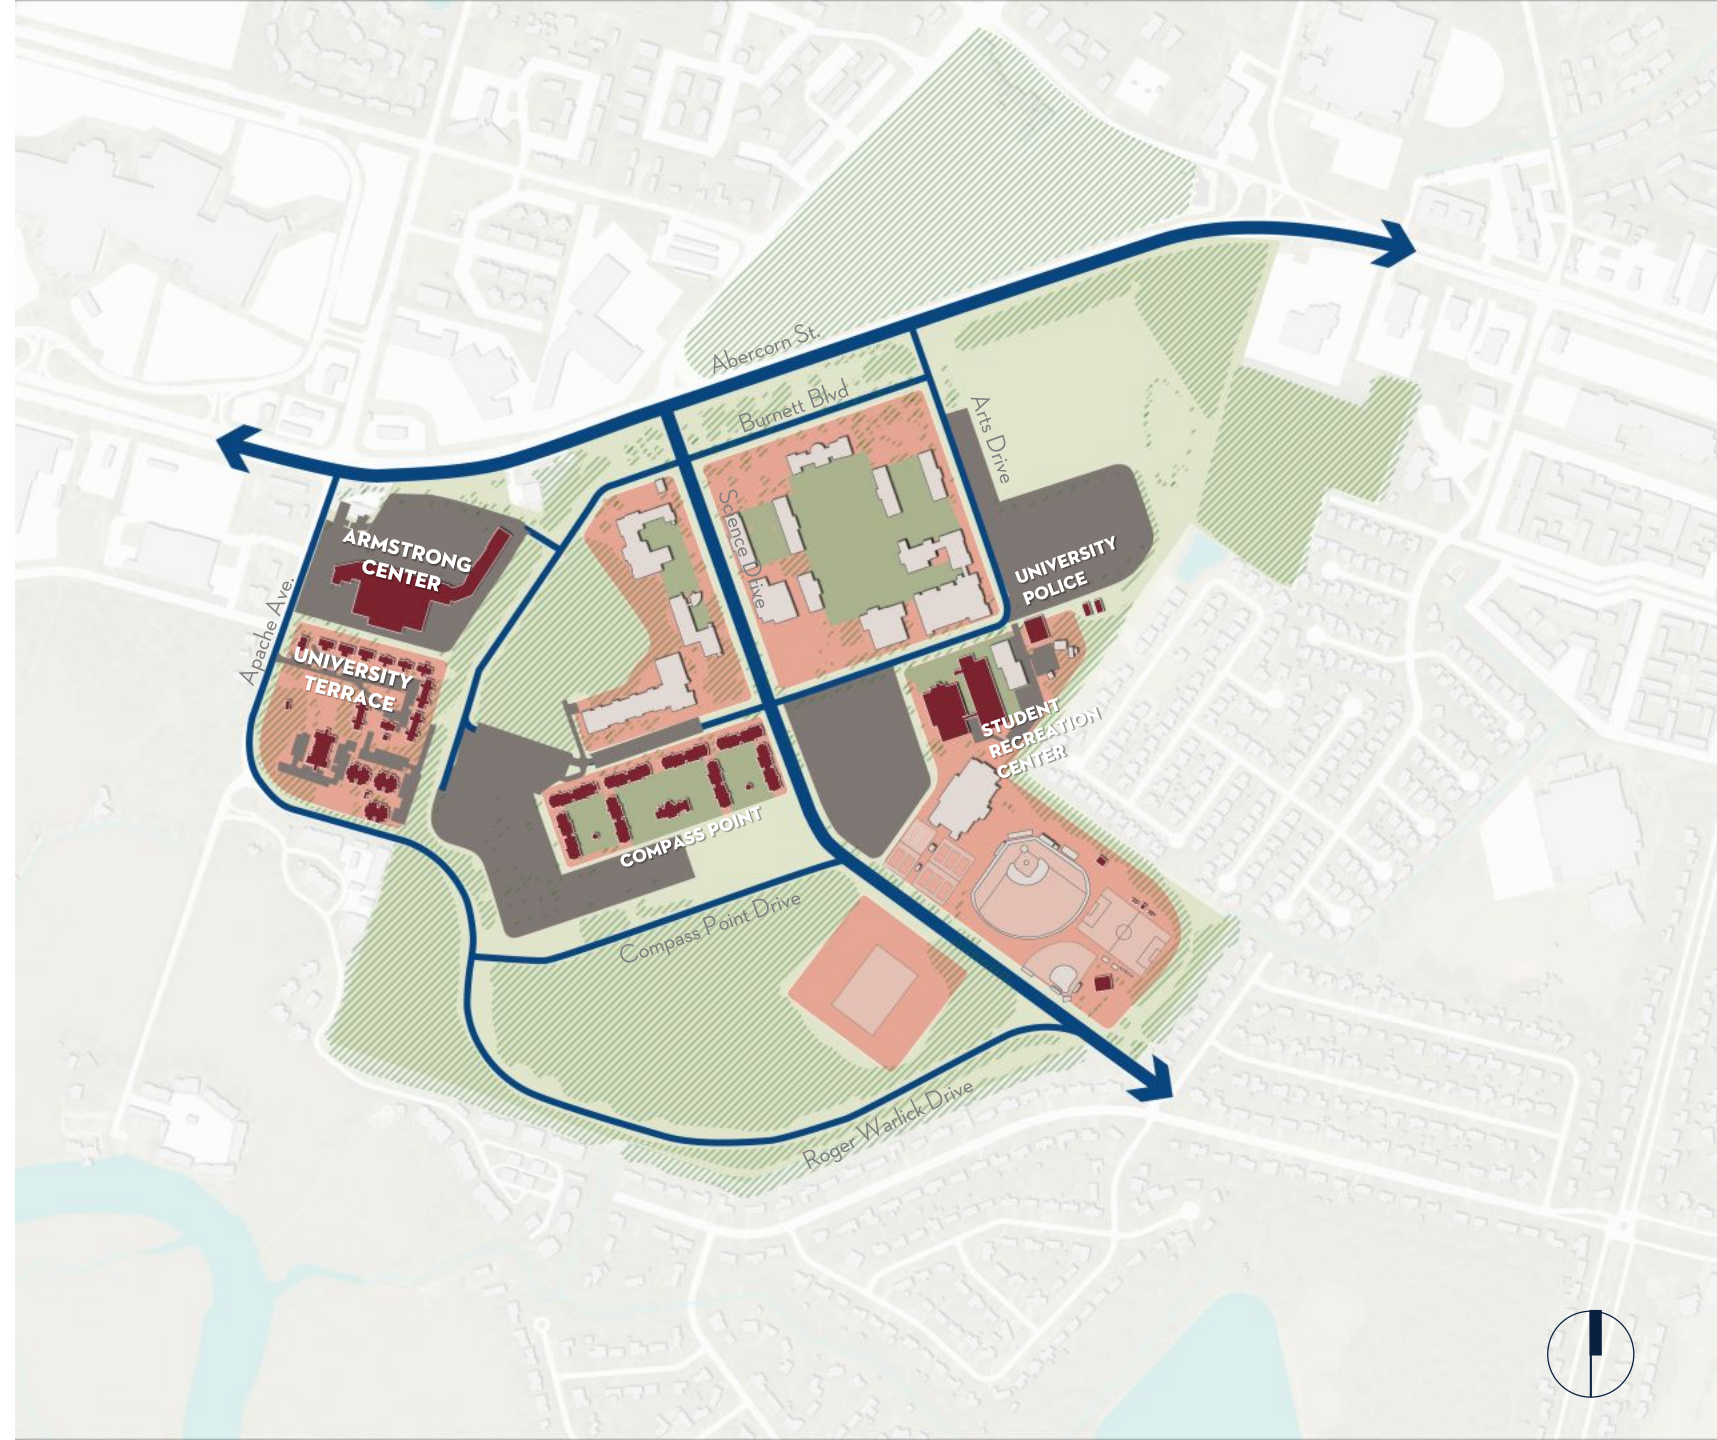 Abercorn St.
Burnett Blvd
Arts Drive
Science Drive
ARMSTRONG
CENTER
UNIVERSITY
POLICE
Apache Ave.
UNIVERSITY
TERRACE
STUDENT
RECREATION
CENTER
COMPASS POINT
Compass Point Drive
Roger Warlick Drive